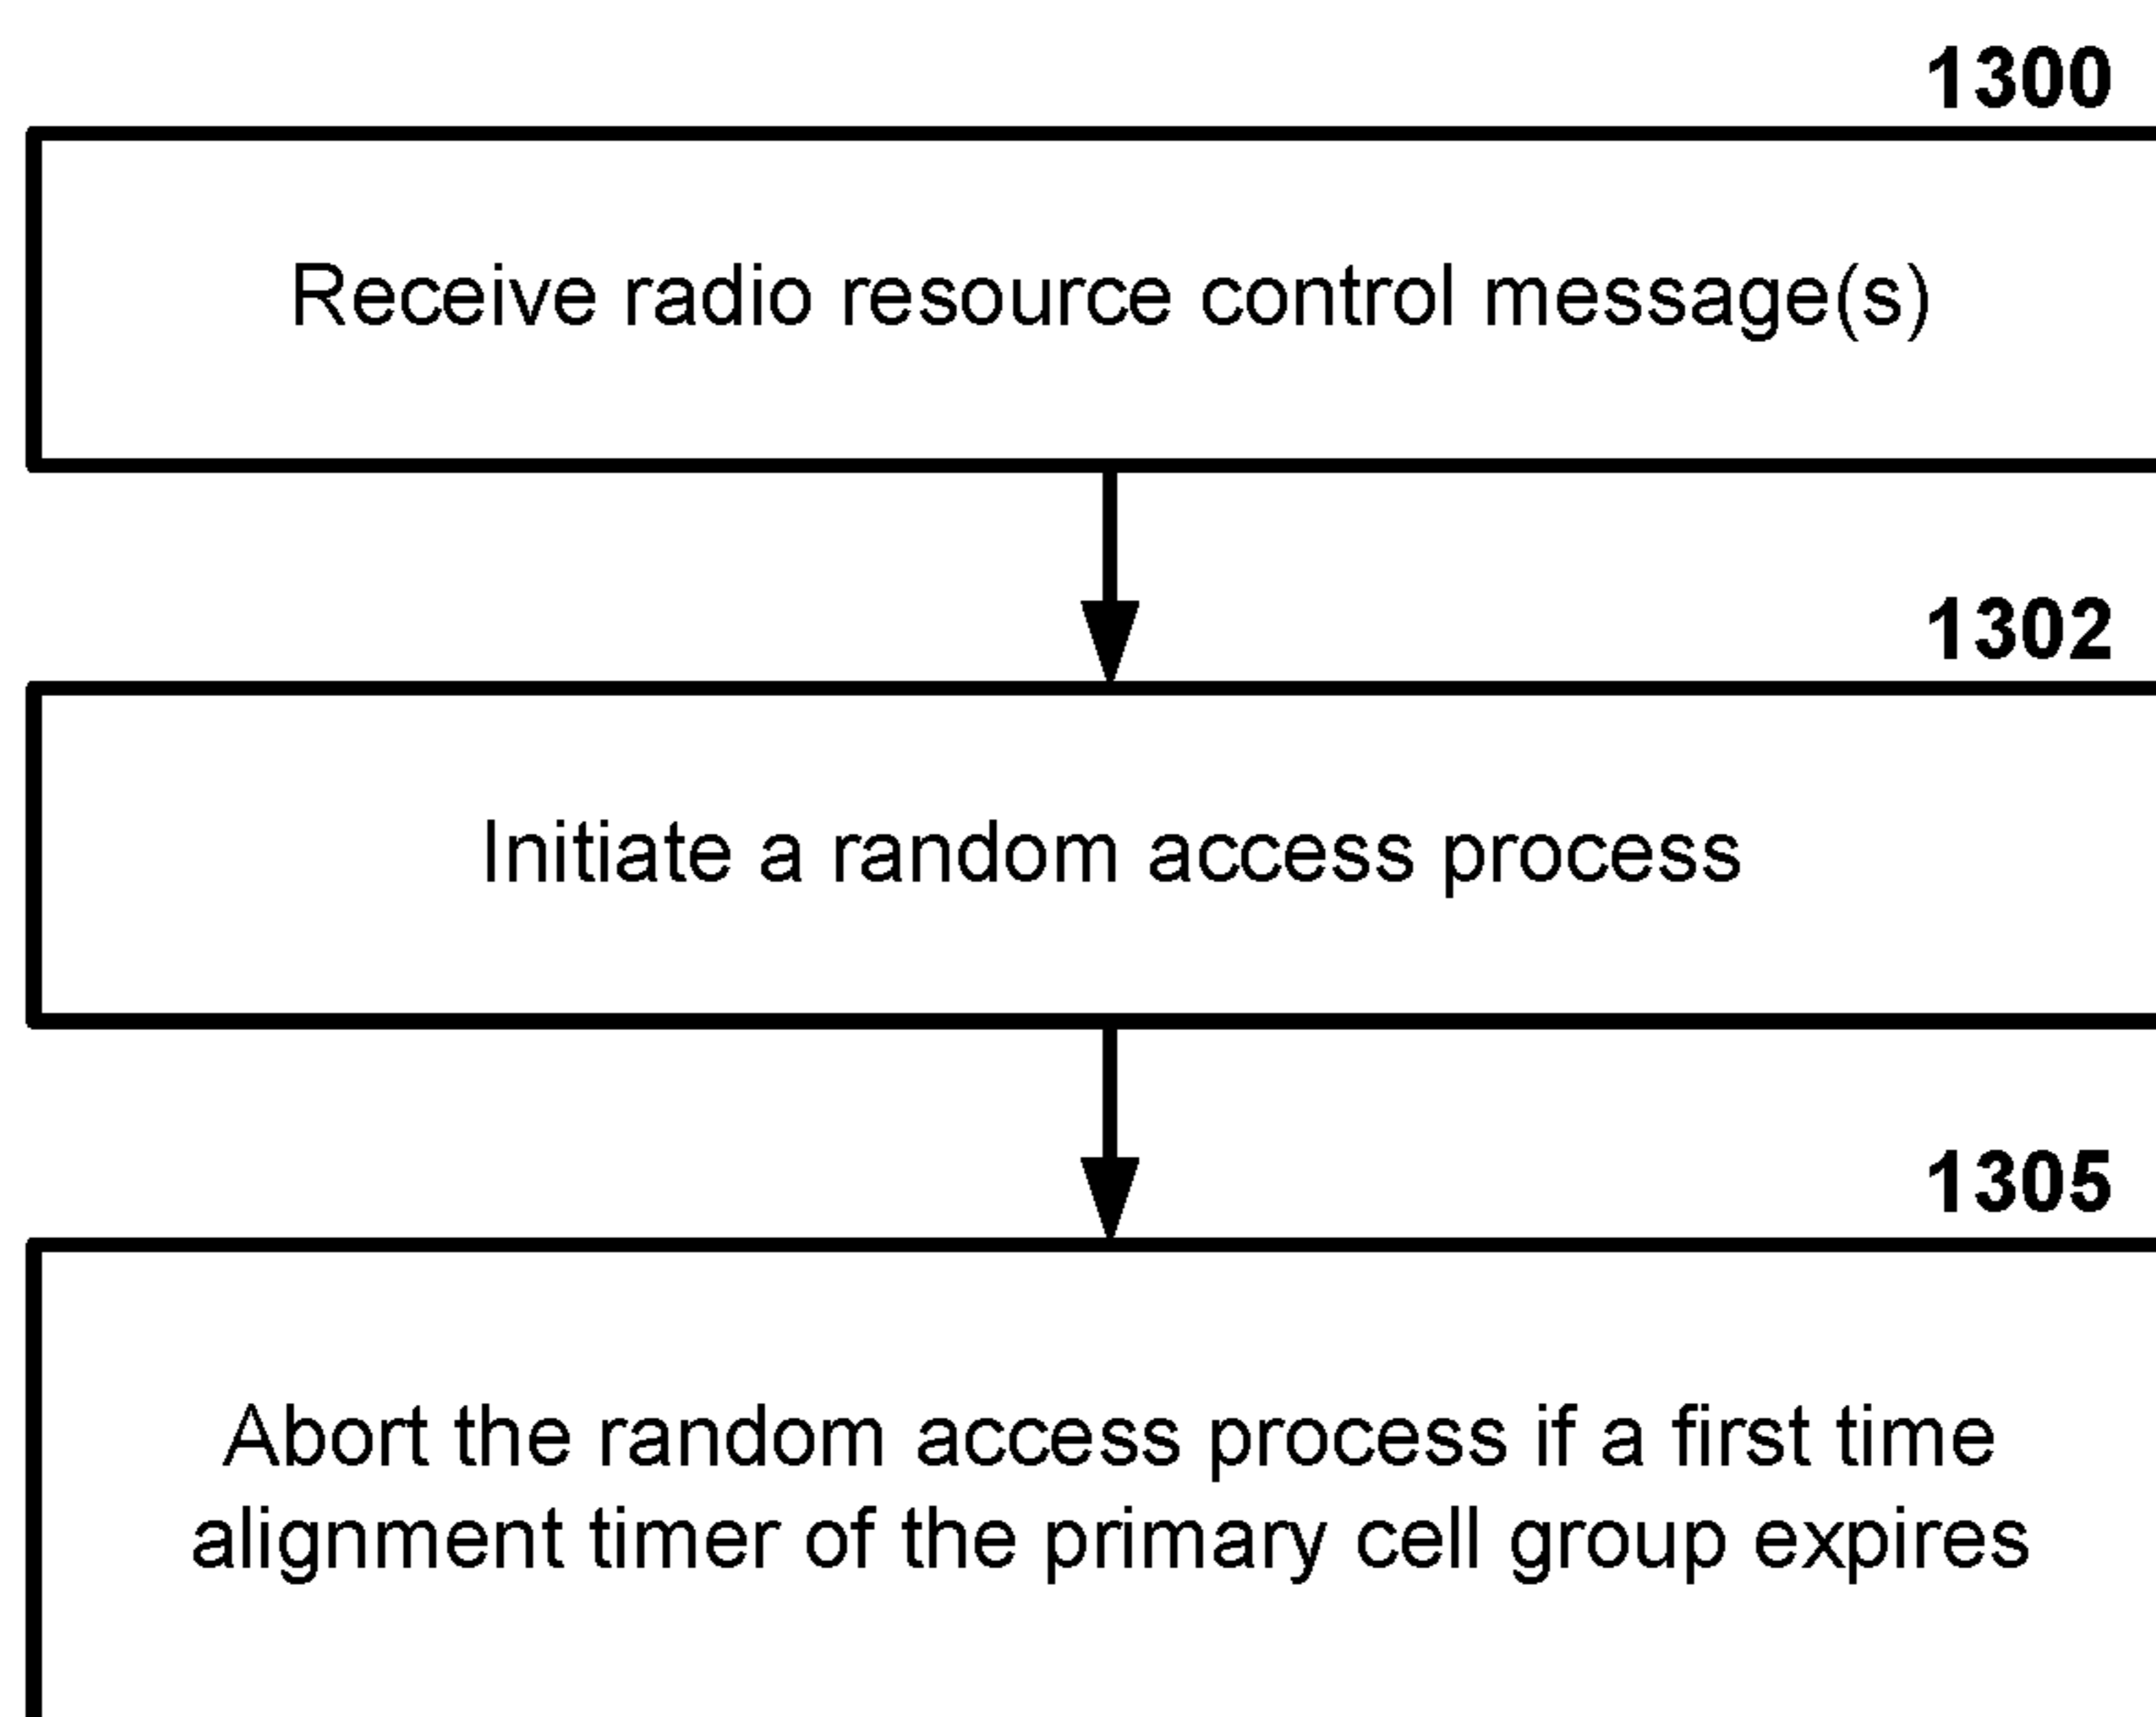 1300
Receive radio resource control message(s)
1302
Initiate a random access process
1305
Abort the random access process if a first time
alignment timer of the primary cell group expires